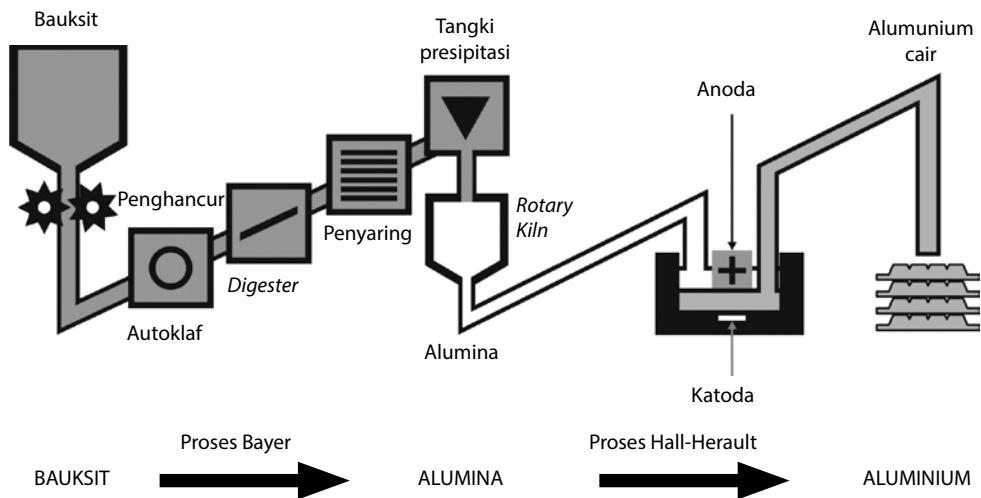 Bauksit
Tangki
presipitasi
Alumunium
cair
Anoda
Penghancur
Rotary
Kiln
Penyaring
Digester
Autoklaf
Alumina
Katoda
Proses Bayer
Proses Hall-Herault
BAUKSIT
ALUMINA
ALUMINIUM